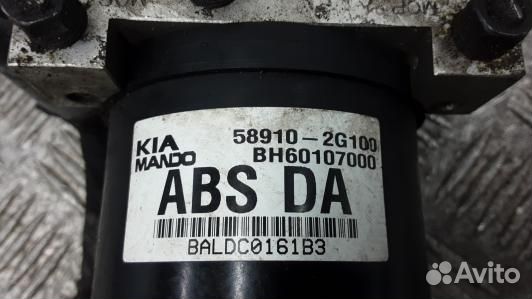 KIA 58910-2G100
MANDO BH60107000
ABS DA
BALDC0161B3
Avito